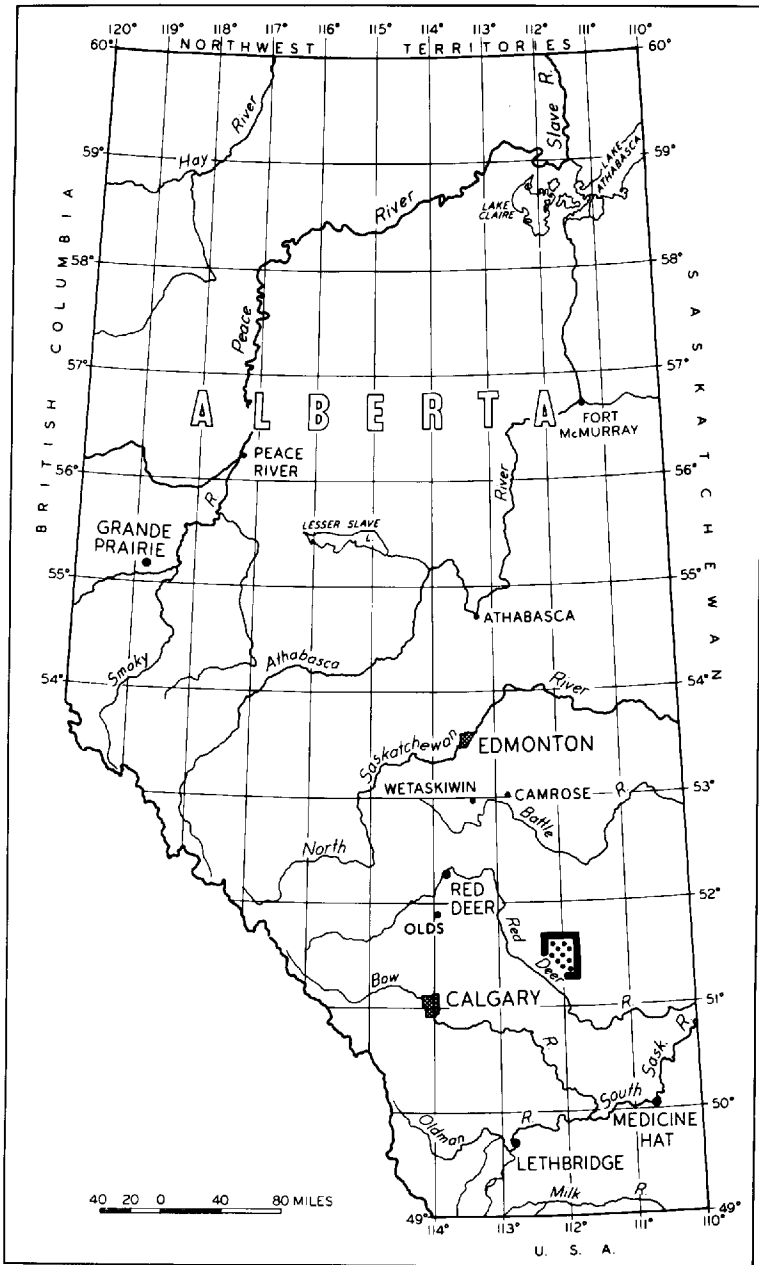 120° 119° 118° 117° 116° 115° 114° 113° 112° 111° 110°
60° NORTHWEST TERRITORIES 60°
River
Slave R.
59° Hay 59°
LAKE
ATHABASCA
River
LAKE
CLAIRE
58° 58°
BRITISH COLUMBIA
SASKATCHEWAN
Peace
57° 57°
ALBERTA
FORT
McMURRAY
PEACE
RIVER
56° River 56°
R.
LESSER SLAVE
L.
GRANDE
PRAIRIE
55° 55°
ATHABASCA
Smoky
Athabasca
54° 54°
River
Saskatchewan
EDMONTON
WETASKIWIN
CAMROSE
R.
53° 53°
Battle
North
RED
DEER
52°
OLDS
Red
Deer
Bow
CALGARY
R.
51°
R.
Sask.
R.
South
50°
MEDICINE
HAT
Oldman
R.
LETHBRIDGE
Milk R.
40 20 0 40 80 MILES
49° 49°
114° 113° 112° 111° 110°
U. S. A.